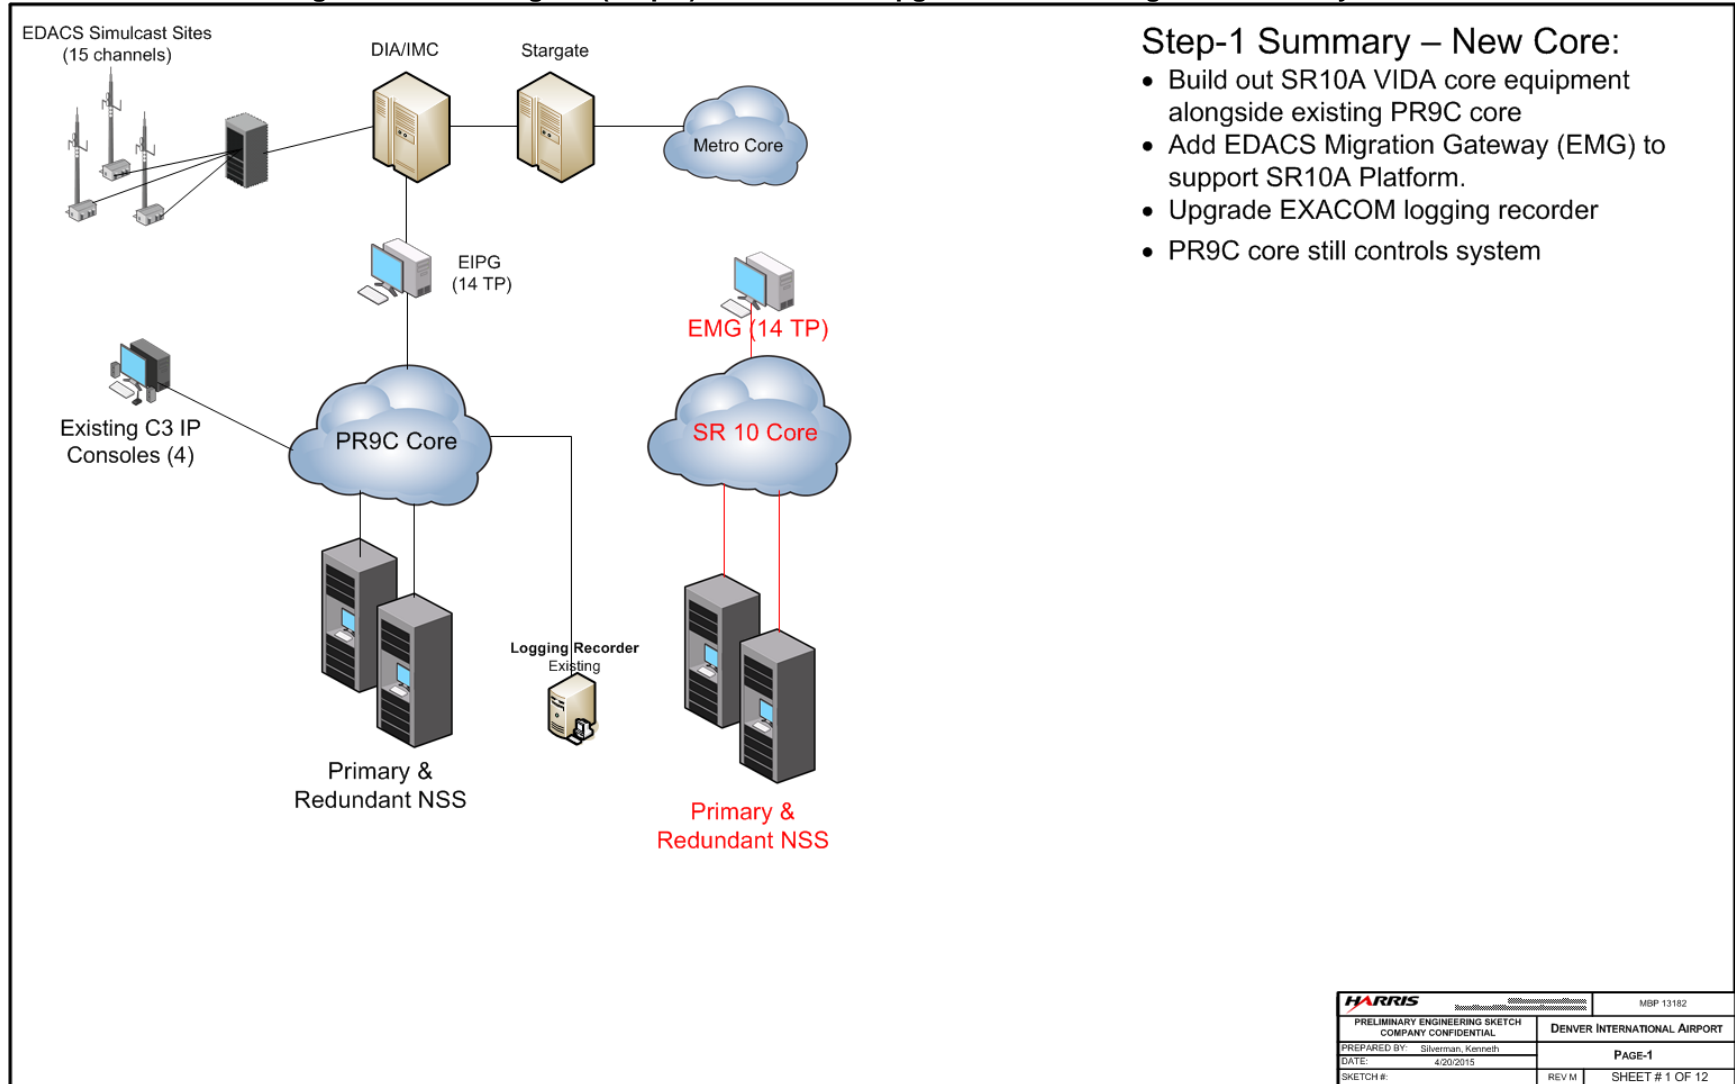 EDACS Simulcast Sites
(15 channels)
DIA/IMC
Stargate
Metro Core
EIPG
(14 TP)
EMG (14 TP)
Existing C3 IP
Consoles (4)
PR9C Core
SR 10 Core
Logging Recorder
Existing
Primary &
Redundant NSS
Primary &
Redundant NSS
Step-1 Summary – New Core:
• Build out SR10A VIDA core equipment
alongside existing PR9C core
• Add EDACS Migration Gateway (EMG) to
support SR10A Platform.
• Upgrade EXACOM logging recorder
• PR9C core still controls system
HARRIS
MBP 13182
PRELIMINARY ENGINEERING SKETCH
COMPANY CONFIDENTIAL
DENVER INTERNATIONAL AIRPORT
PREPARED BY: Silverman, Kenneth
DATE: 4/20/2015
PAGE-1
SKETCH #:
REV M
SHEET # 1 OF 12